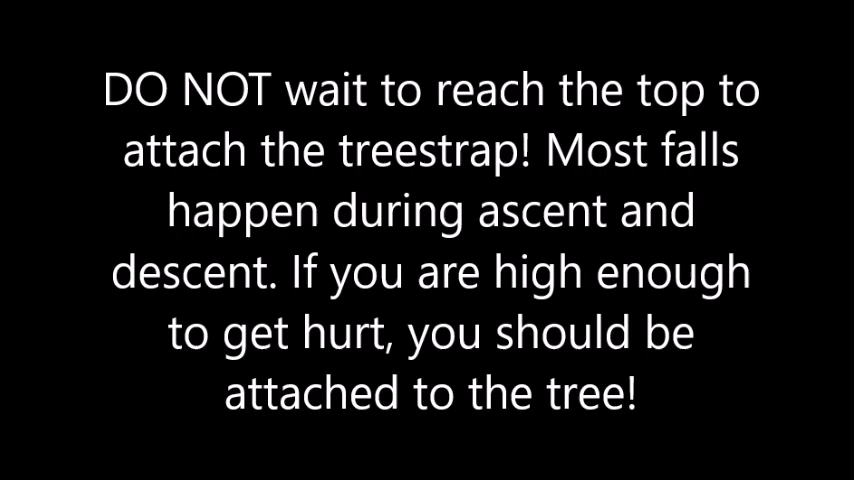 DO NOT wait to reach the top to
attach the treestrap! Most falls
happen during ascent and
descent. If you are high enough
to get hurt, you should be
attached to the tree!